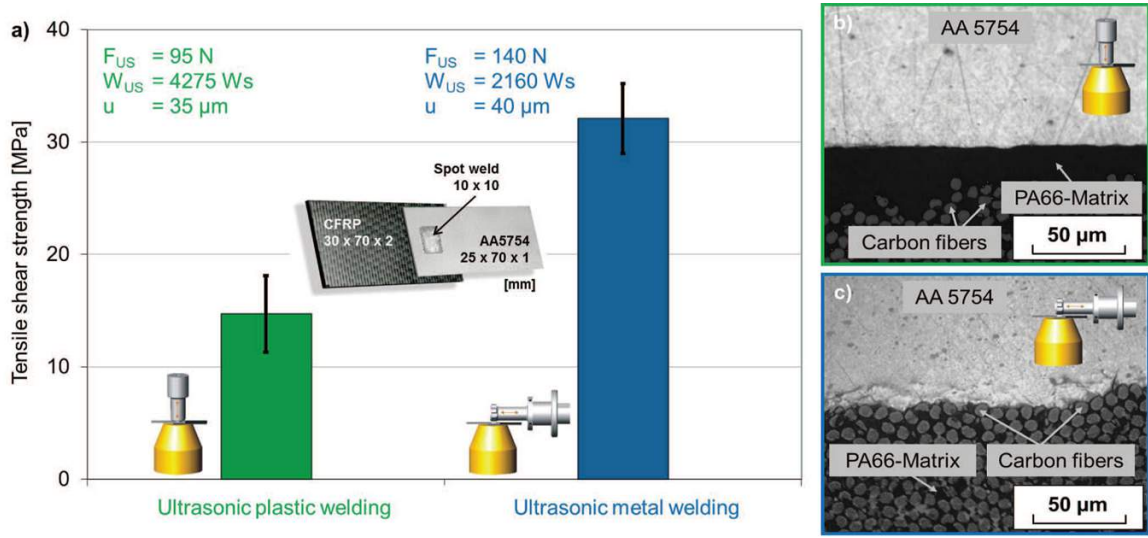 a)
40
30
20
10
0
Tensile shear strength [MPa]
F_US = 95 N
W_US = 4275 Ws
u = 35 µm
F_US = 140 N
W_US = 2160 Ws
u = 40 µm
Spot weld
10 x 10
CFRP
30 x 70 x 2
AA5754
25 x 70 x 1
[mm]
Ultrasonic plastic welding
Ultrasonic metal welding
b)
AA 5754
PA66-Matrix
Carbon fibers
50 µm
c)
AA 5754
PA66-Matrix
Carbon fibers
50 µm